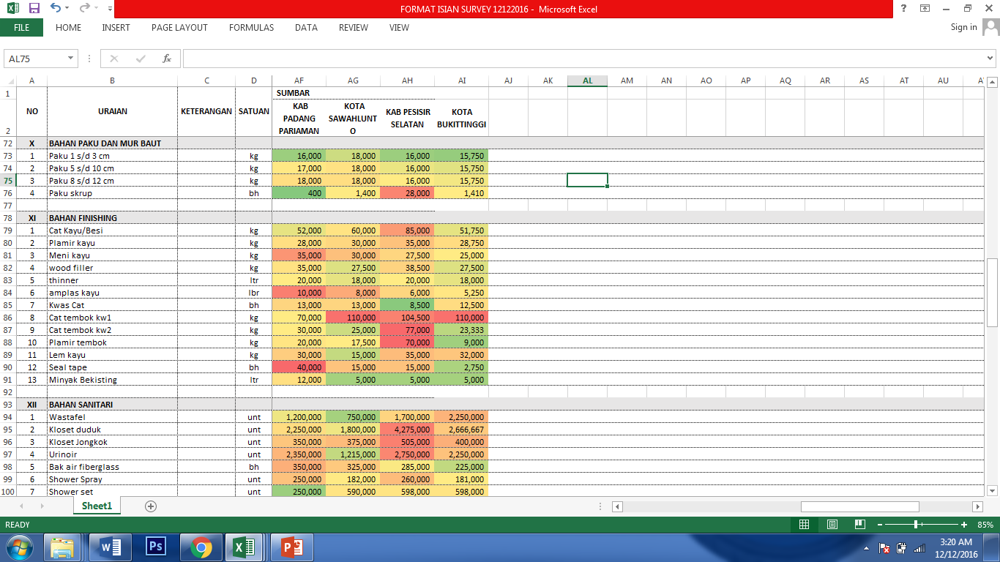 FORMAT ISIAN SURVEY 12122016 - Microsoft Excel
FILE HOME INSERT PAGE LAYOUT FORMULAS DATA REVIEW VIEW Sign in
AL75 fx
A B C D AF AG AH AI AJ AK AL AM AN AO AP AQ AR AS AT AU
1 SUMBAR
2 NO URAIAN KETERANGAN SATUAN KAB PADANG PARIAMAN KOTA SAWAHLUNTO KAB PESISIR SELATAN KOTA BUKITTINGGI
72 X BAHAN PAKU DAN MUR BAUT
73 1 Paku 1 s/d 3 cm kg 16,000 18,000 16,000 15,750
74 2 Paku 5 s/d 10 cm kg 17,000 18,000 16,000 15,750
75 3 Paku 8 s/d 12 cm kg 18,000 18,000 16,000 15,750
76 4 Paku skrup bh 400 1,400 28,000 1,410
77
78 XI BAHAN FINISHING
79 1 Cat Kayu/Besi kg 52,000 60,000 85,000 51,750
80 2 Plamir kayu kg 28,000 30,000 35,000 28,750
81 3 Meni kayu kg 35,000 30,000 27,500 25,000
82 4 wood filler kg 35,000 27,500 38,500 27,500
83 5 thinner ltr 20,000 18,000 20,000 18,000
84 6 amplas kayu lbr 10,000 8,000 6,000 5,250
85 7 Kwas Cat bh 13,000 13,000 8,500 12,500
86 8 Cat tembok kw1 kg 70,000 110,000 104,500 110,000
87 9 Cat tembok kw2 kg 30,000 25,000 77,000 23,333
88 10 Plamir tembok kg 20,000 17,500 70,000 9,000
89 11 Lem kayu kg 30,000 15,000 35,000 32,000
90 12 Seal tape bh 40,000 15,000 15,000 2,750
91 13 Minyak Bekisting ltr 12,000 5,000 5,000 5,000
92
93 XII BAHAN SANITARI
94 1 Wastafel unt 1,200,000 750,000 1,700,000 2,250,000
95 2 Kloset duduk unt 2,250,000 1,800,000 4,275,000 2,666,667
96 3 Kloset Jongkok unt 350,000 375,000 505,000 400,000
97 4 Urinoir unt 2,350,000 1,215,000 2,750,000 2,250,000
98 5 Bak air fiberglass bh 350,000 325,000 285,000 225,000
99 6 Shower Spray unt 250,000 182,000 260,000 181,000
100 7 Shower set unt 250,000 590,000 598,000 598,000
Sheet1
READY 85%
3:20 AM
12/12/2016